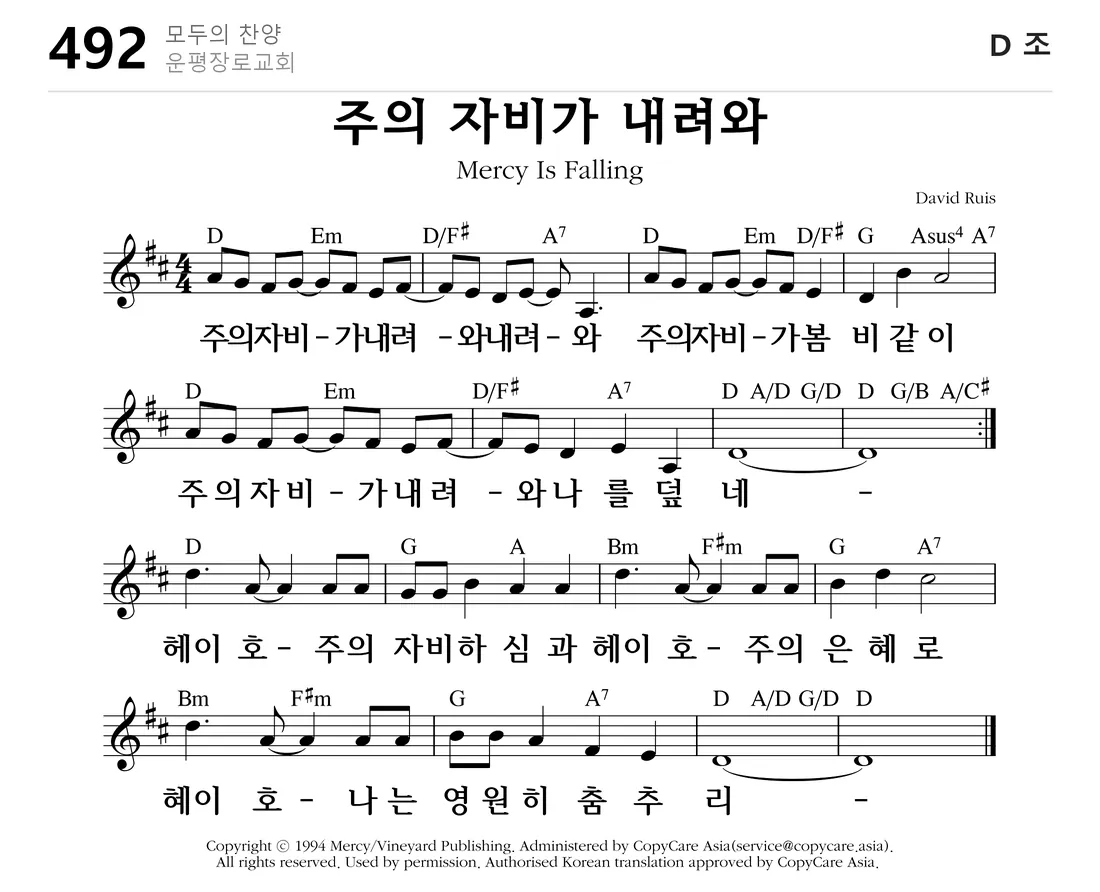 492 모두의 찬양
운평장로교회
D 조
주의 자비가 내려와
Mercy Is Falling
David Ruis
D Em D/F♯ A7 D Em D/F♯ G Asus4 A7
주의자비-가내려 -와내려-와 주의자비-가봄 비같이
D Em D/F♯ A7 D A/D G/D D G/B A/C♯
주의자비 - 가내려 - 와나 를 덮 네 -
D G A Bm F♯m G A7
헤이 호- 주의 자비하 심 과 헤이 호- 주의 은 혜 로
Bm F♯m G A7 D A/D G/D D
혜이 호 - 나 는 영 원 히 춤 추 리 -
Copyright © 1994 Mercy/Vineyard Publishing. Administered by CopyCare Asia(service@copycare.asia).
All rights reserved. Used by permission. Authorised Korean translation approved by CopyCare Asia.